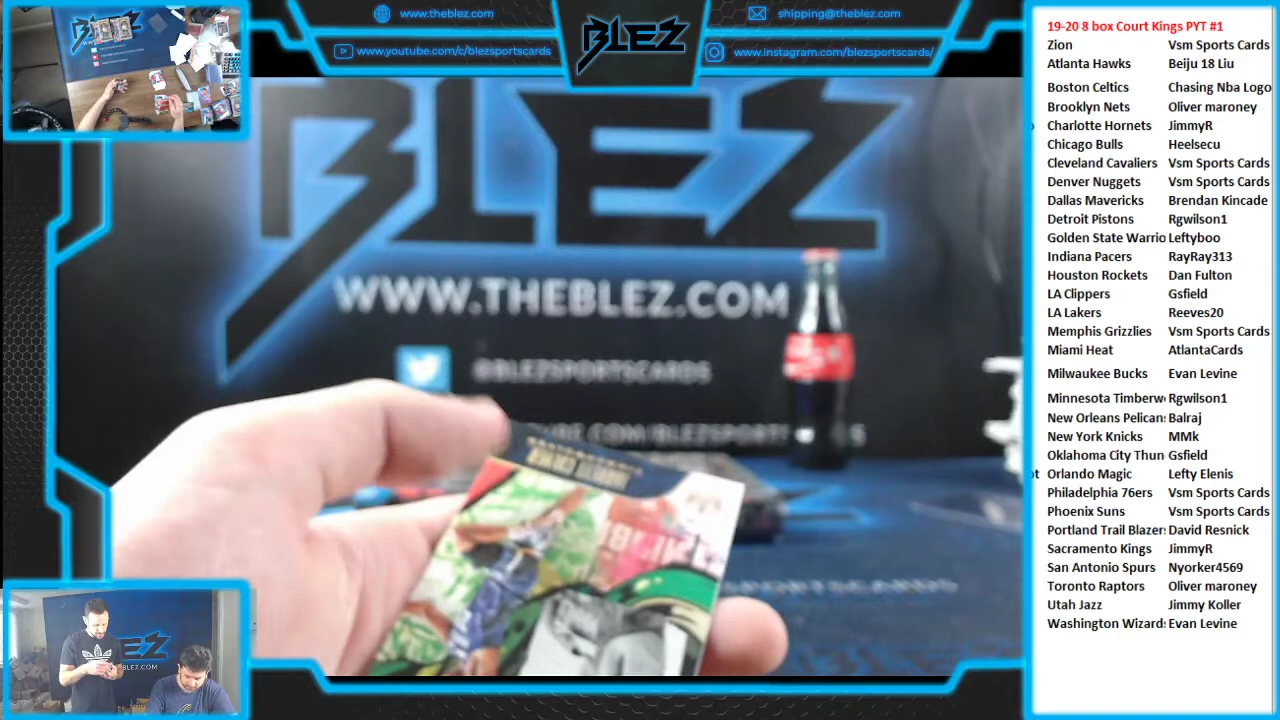 www.theblez.com
www.youtube.com/c/blezsportscards
BLEZ
shipping@theblez.com
www.instagram.com/blezsportscards/
BLEZ
WWW.THEBLEZ.COM
@BLEZSPORTSCARDS
BLEZ
BLEZ.COM
19-20 8 box Court Kings PYT #1
Zion Vsm Sports Cards
Atlanta Hawks Beiju 18 Liu
Boston Celtics Chasing Nba Logo
Brooklyn Nets Oliver maroney
Charlotte Hornets JimmyR
Chicago Bulls Heelsecu
Cleveland Cavaliers Vsm Sports Cards
Denver Nuggets Vsm Sports Cards
Dallas Mavericks Brendan Kincade
Detroit Pistons Rgwilson1
Golden State Warrio Leftyboo
Indiana Pacers RayRay313
Houston Rockets Dan Fulton
LA Clippers Gsfield
LA Lakers Reeves20
Memphis Grizzlies Vsm Sports Cards
Miami Heat AtlantaCards
Milwaukee Bucks Evan Levine
Minnesota Timberw Rgwilson1
New Orleans Pelican Balraj
New York Knicks MMk
Oklahoma City Thun Gsfield
Orlando Magic Lefty Elenis
Philadelphia 76ers Vsm Sports Cards
Phoenix Suns Vsm Sports Cards
Portland Trail Blazer David Resnick
Sacramento Kings JimmyR
San Antonio Spurs Nyorker4569
Toronto Raptors Oliver maroney
Utah Jazz Jimmy Koller
Washington Wizard Evan Levine